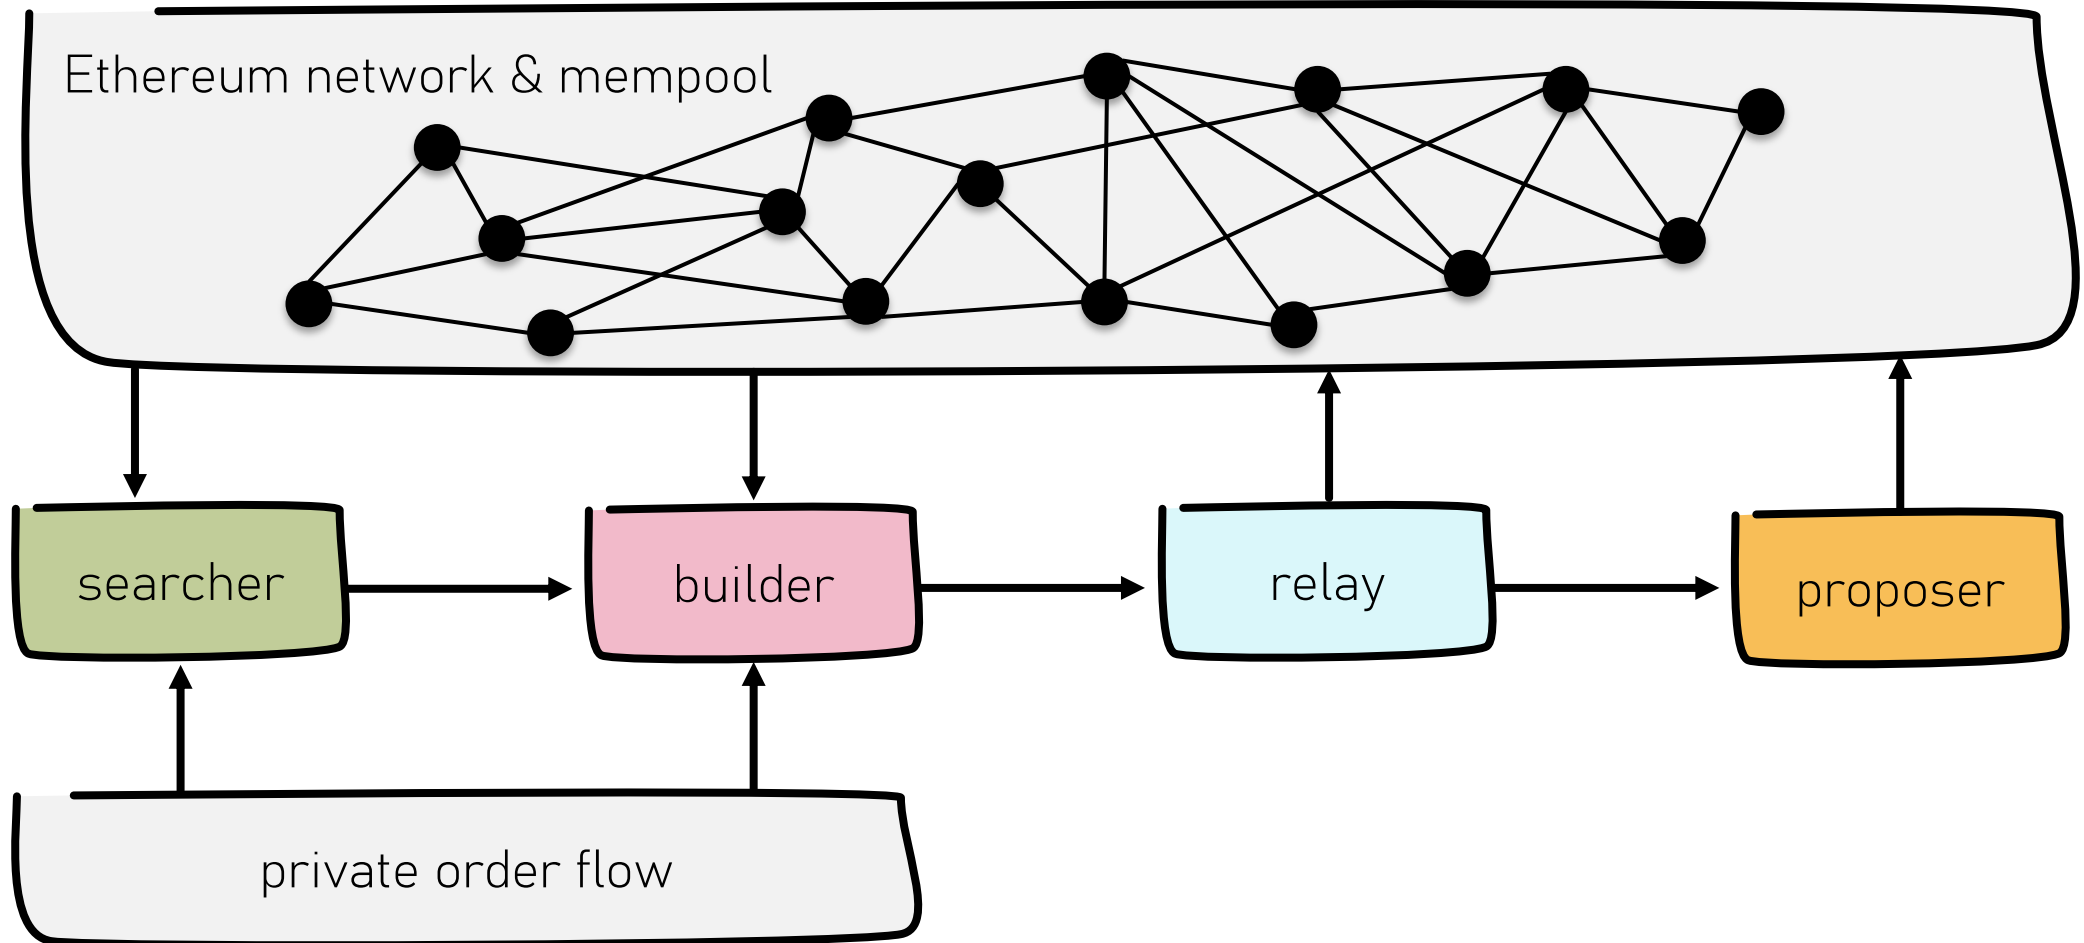 Ethereum network & mempool
searcher
builder
relay
proposer
private order flow